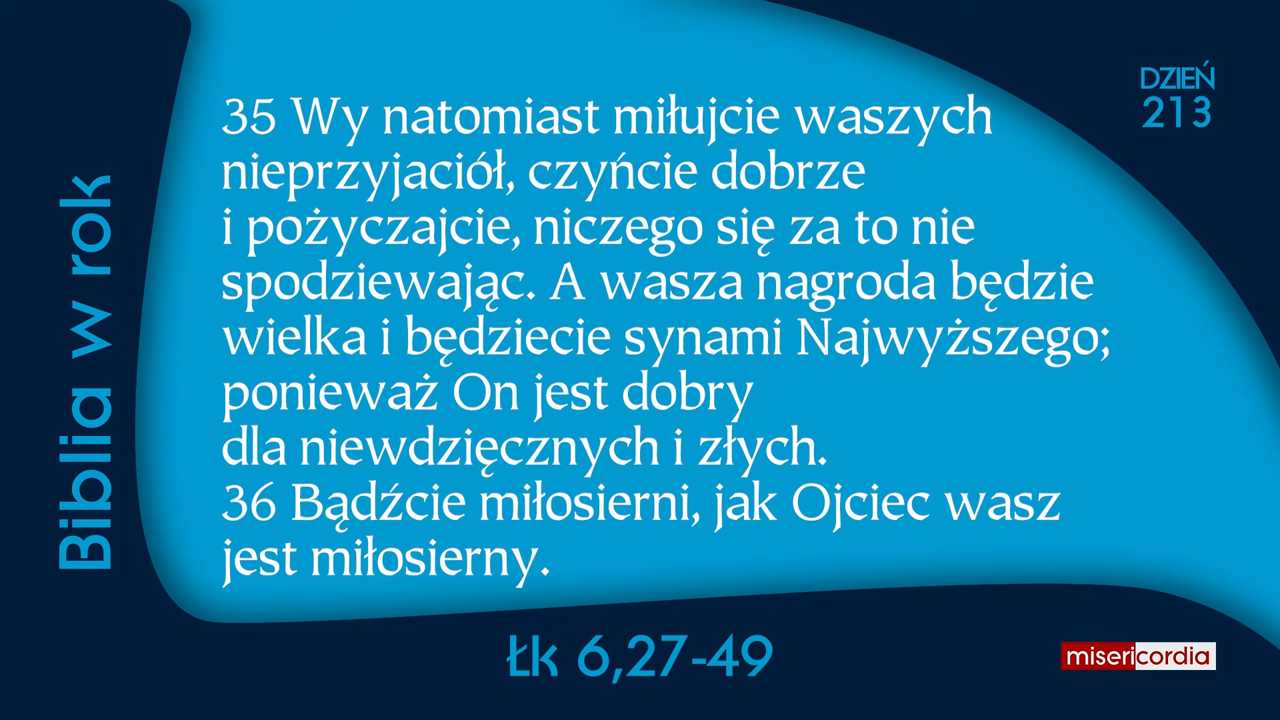 DZIEŃ
213
35 Wy natomiast miłujcie waszych
nieprzyjaciół, czyńcie dobrze
i pożyczajcie, niczego się za to nie
spodziewając. A wasza nagroda będzie
wielka i będziecie synami Najwyższego;
ponieważ On jest dobry
dla niewdzięcznych i złych.
36 Bądźcie miłosierni, jak Ojciec wasz
jest miłosierny.
Biblia w rok
Łk 6,27-49
misericordia